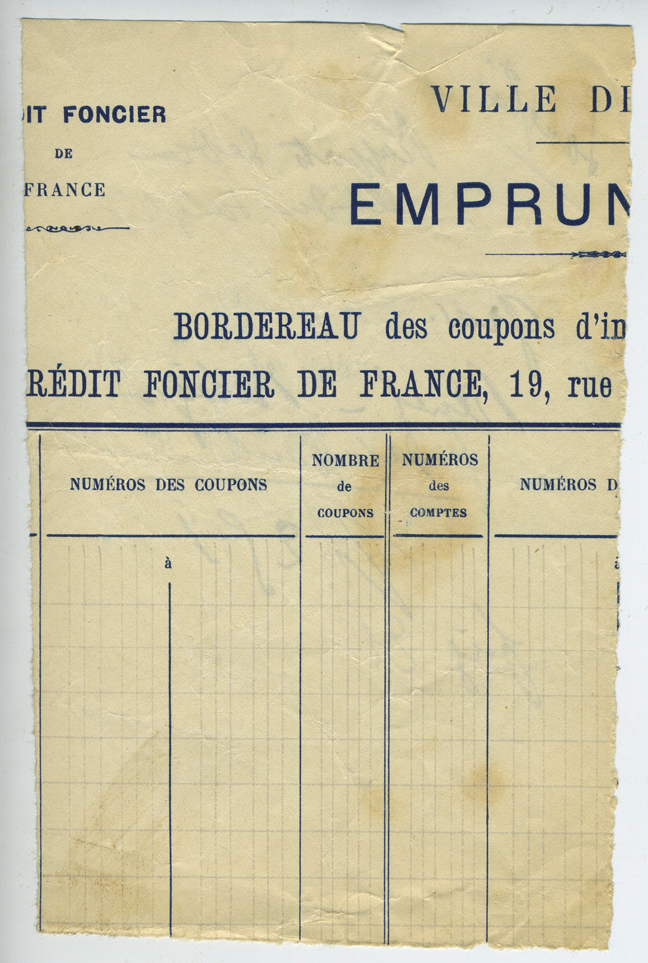 IT FONCIER
DE
FRANCE
VILLE DE
EMPRUN
BORDEREAU des coupons d'in
RÉDIT FONCIER DE FRANCE, 19, rue
NUMÉROS DES COUPONS
NOMBRE
de
COUPONS
NUMÉROS
des
COMPTES
NUMÉROS D
à